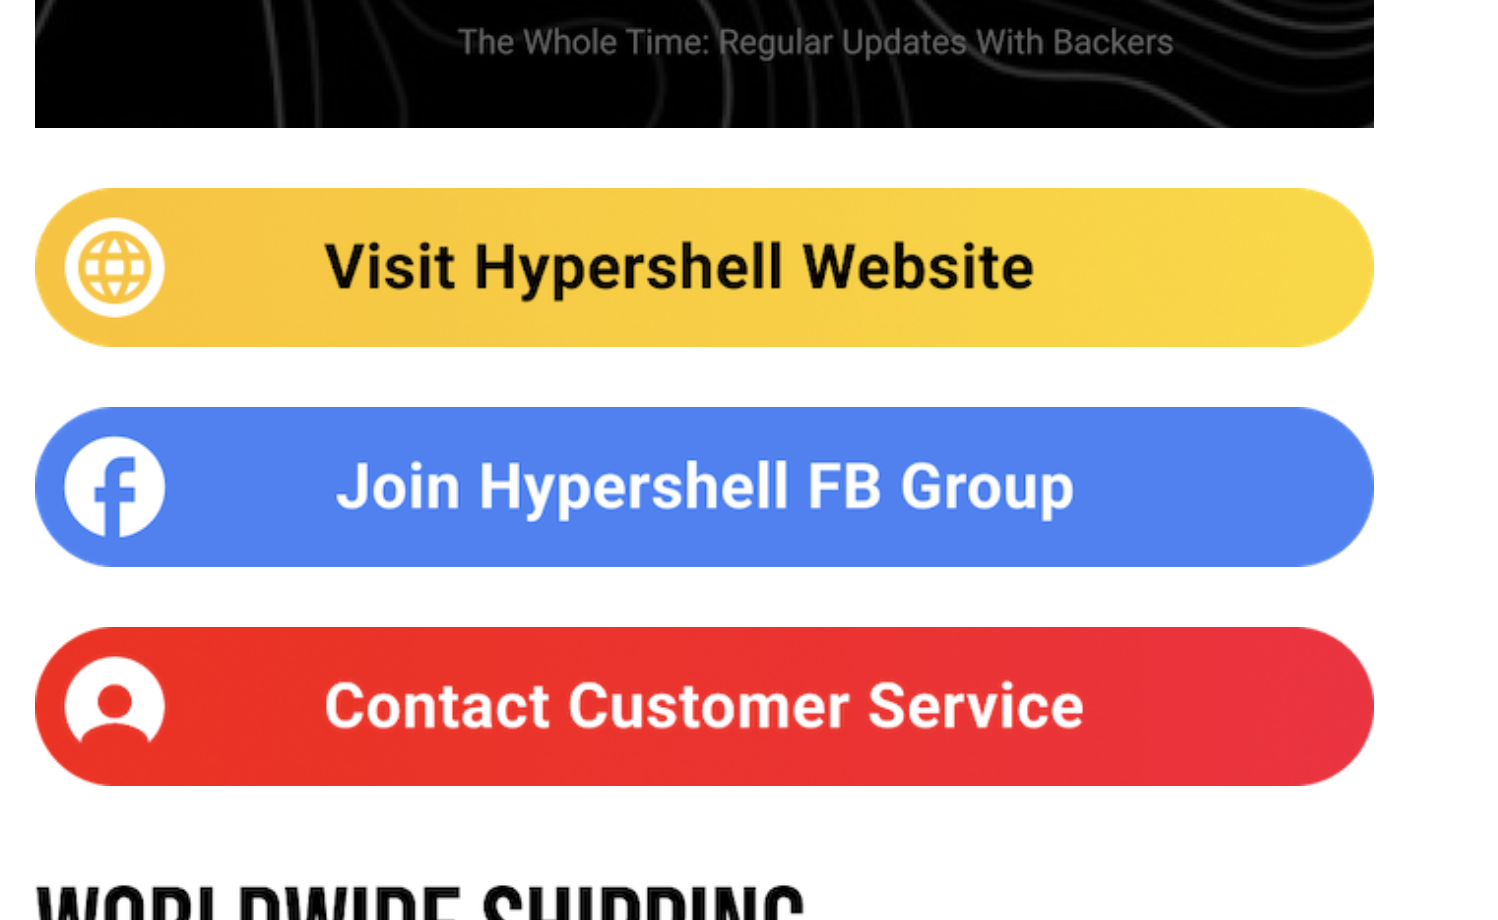 The Whole Time: Regular Updates With Backers
Visit Hypershell Website
Join Hypershell FB Group
Contact Customer Service
WORLDWIDE SHIPPING